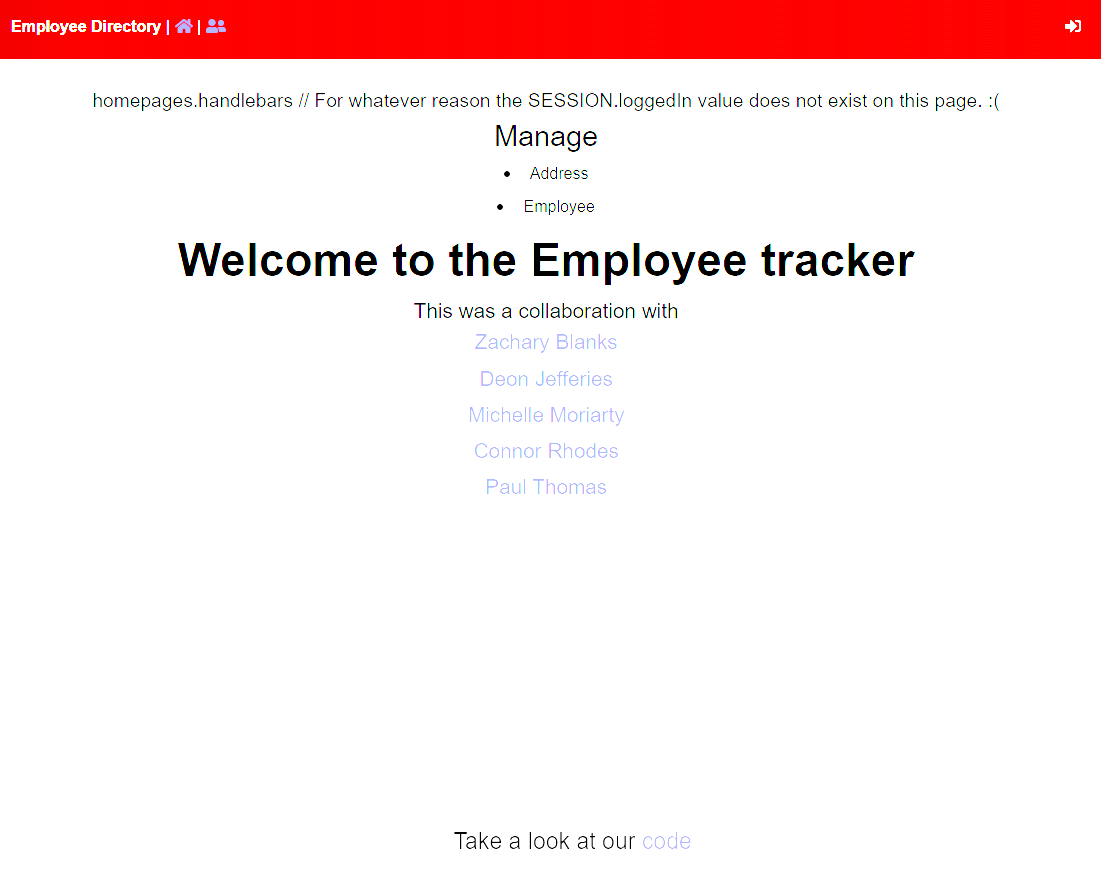 Employee Directory | |
homepages.handlebars // For whatever reason the SESSION.loggedIn value does not exist on this page. :(
Manage
• Address
• Employee
Welcome to the Employee tracker
This was a collaboration with
Zachary Blanks
Deon Jefferies
Michelle Moriarty
Connor Rhodes
Paul Thomas
Take a look at our code